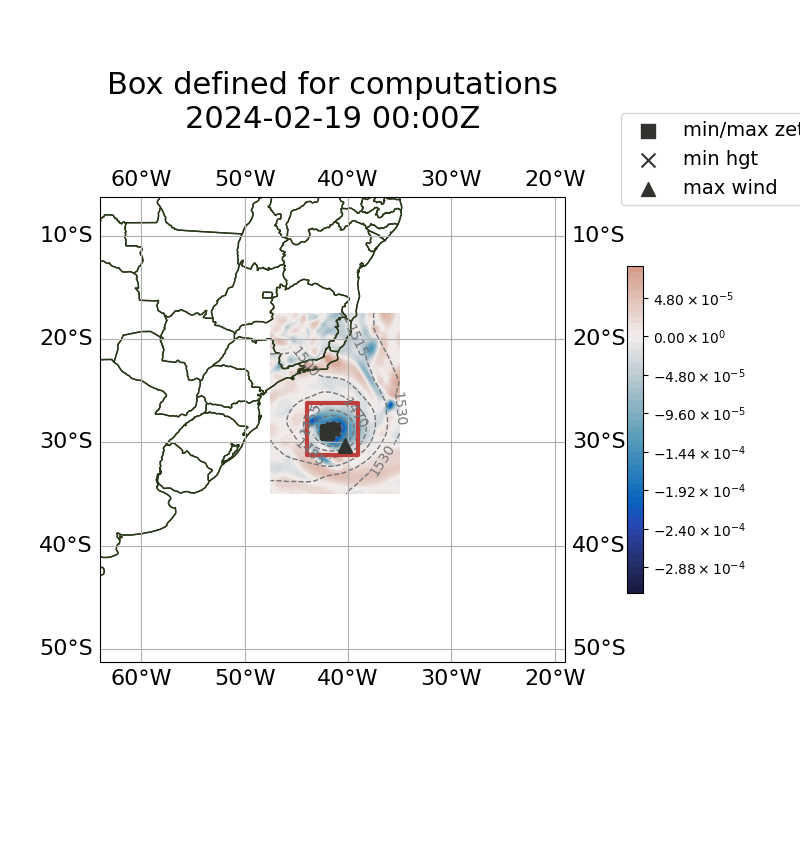 Box defined for computations
2024-02-19 00:00Z
min/max zet
min hgt
max wind
60°W 50°W 40°W 30°W 20°W
10°S 10°S
20°S 20°S
30°S 30°S
40°S 40°S
50°S 50°S
60°W 50°W 40°W 30°W 20°W
1515
1530
1530
4.80 × 10⁻⁵
0.00 × 10⁰
−4.80 × 10⁻⁵
−9.60 × 10⁻⁵
−1.44 × 10⁻⁴
−1.92 × 10⁻⁴
−2.40 × 10⁻⁴
−2.88 × 10⁻⁴